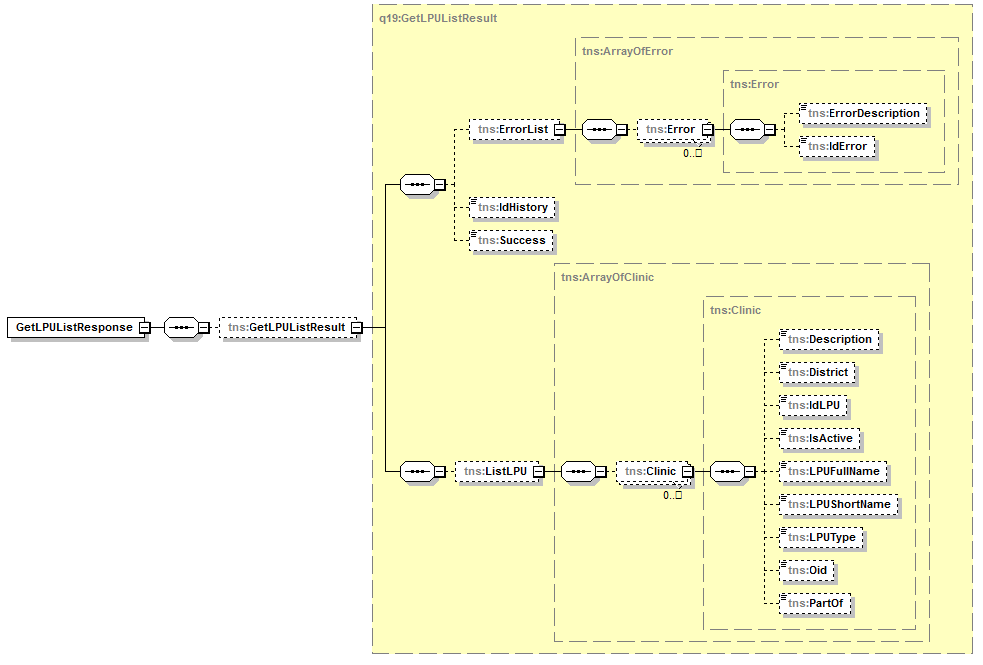 q19:GetLPUListResult
tns:ArrayOfError
tns:Error
tns:ErrorDescription
tns:ErrorList
tns:Error
tns:IdError
0..□
tns:IdHistory
tns:Success
tns:ArrayOfClinic
tns:Clinic
GetLPUListResponse
tns:GetLPUListResult
tns:Description
tns:District
tns:IdLPU
tns:IsActive
tns:ListLPU
tns:Clinic
tns:LPUFullName
0..□
tns:LPUShortName
tns:LPUType
tns:Oid
tns:PartOf